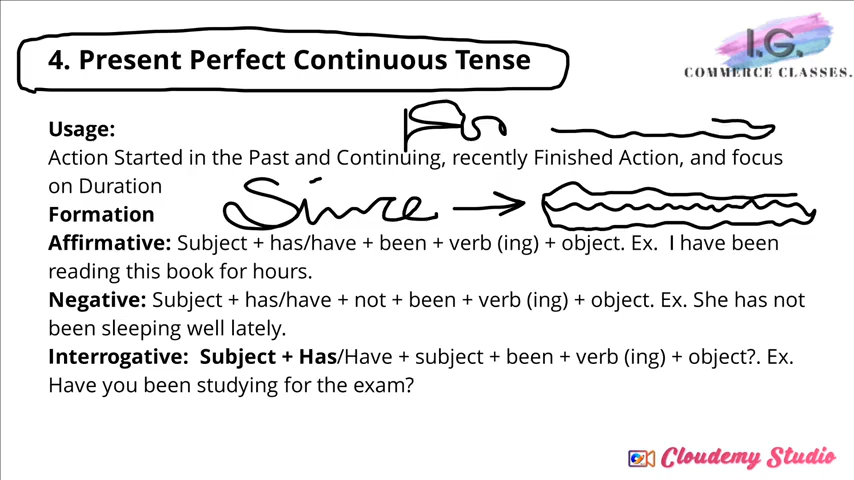 I.G.
COMMERCE CLASSES.
4. Present Perfect Continuous Tense
For
Usage:
Action Started in the Past and Continuing, recently Finished Action, and focus
on Duration
Since →
Formation
Affirmative: Subject + has/have + been + verb (ing) + object. Ex.  I have been
reading this book for hours.
Negative: Subject + has/have + not + been + verb (ing) + object. Ex. She has not
been sleeping well lately.
Interrogative:  Subject + Has/Have + subject + been + verb (ing) + object?. Ex.
Have you been studying for the exam?
Cloudemy Studio